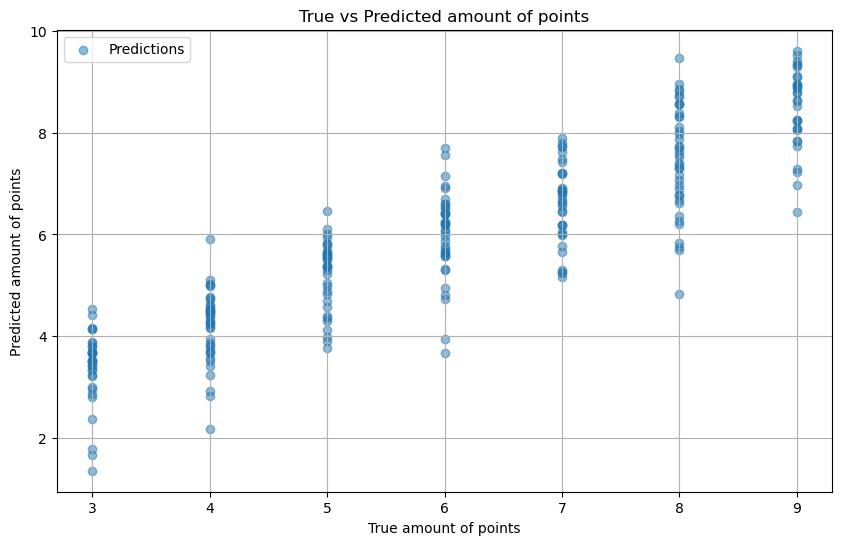 True vs Predicted amount of points
Predictions
Predicted amount of points
10
8
6
4
2
3 4 5 6 7 8 9
True amount of points